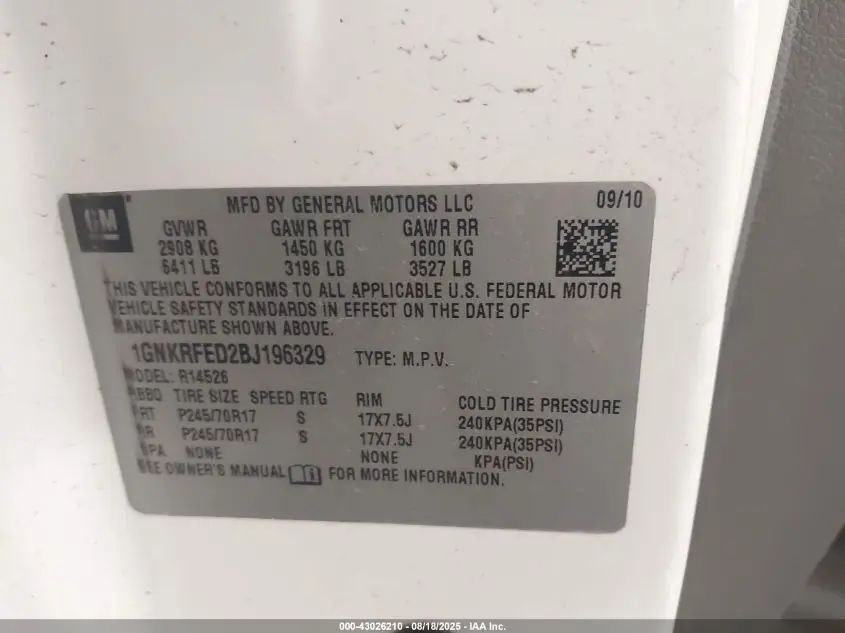 GM
MFD BY GENERAL MOTORS LLC 09/10
GVWR GAWR FRT GAWR RR
2908 KG 1450 KG 1600 KG
6411 LB 3196 LB 3527 LB
THIS VEHICLE CONFORMS TO ALL APPLICABLE U.S. FEDERAL MOTOR
VEHICLE SAFETY STANDARDS IN EFFECT ON THE DATE OF
MANUFACTURE SHOWN ABOVE.
1GNKRFED2BJ196329 TYPE: M.P.V.
MODEL: R14526
ABBD TIRE SIZE SPEED RTG RIM COLD TIRE PRESSURE
FRT P245/70R17 S 17X7.5J 240KPA(35PSI)
RR P245/70R17 S 17X7.5J 240KPA(35PSI)
SPA NONE NONE KPA(PSI)
SEE OWNER'S MANUAL FOR MORE INFORMATION.
000-43026210 - 08/18/2025 - IAA Inc.